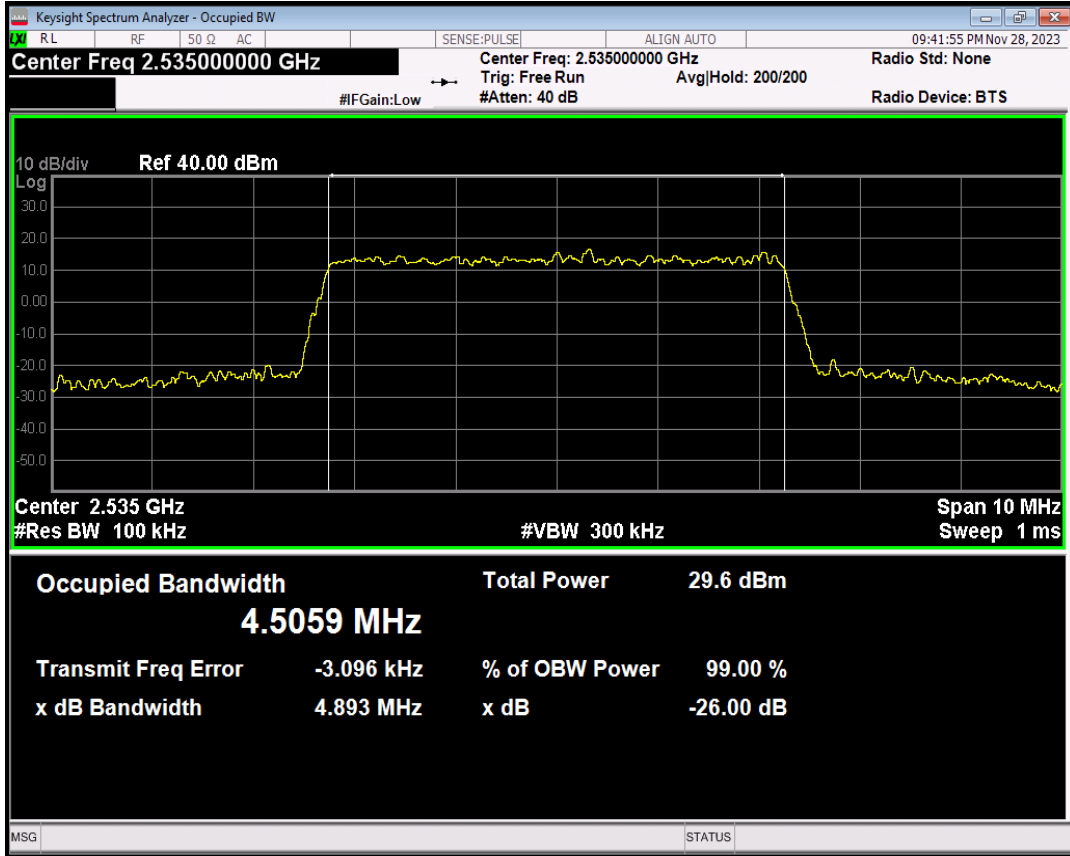 Keysight Spectrum Analyzer - Occupied BW
LXI RL RF 50 Ω AC SENSE:PULSE ALIGN AUTO 09:41:55 PM Nov 28, 2023
Center Freq 2.535000000 GHz Center Freq: 2.535000000 GHz Radio Std: None
Trig: Free Run Avg|Hold: 200/200
#IFGain:Low #Atten: 40 dB Radio Device: BTS
10 dB/div Ref 40.00 dBm
Log
30.0
20.0
10.0
0.00
-10.0
-20.0
-30.0
-40.0
-50.0
Center 2.535 GHz Span 10 MHz
#Res BW 100 kHz #VBW 300 kHz Sweep 1 ms
Occupied Bandwidth Total Power 29.6 dBm
4.5059 MHz
Transmit Freq Error -3.096 kHz % of OBW Power 99.00 %
x dB Bandwidth 4.893 MHz x dB -26.00 dB
MSG STATUS